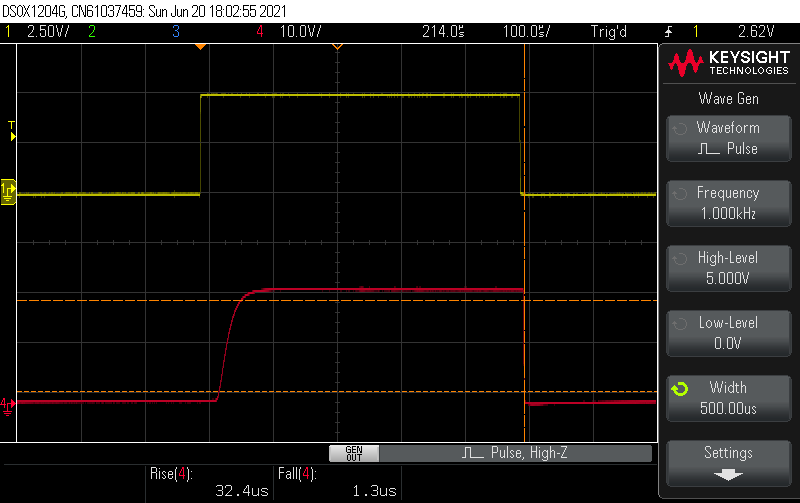 DSOX1204G, CN61037459: Sun Jun 20 18:02:55 2021
1 2.50V/ 2 3 4 10.0V/ 214.0s 100.0s/ Trig'd 1 2.62V
KEYSIGHT
TECHNOLOGIES
Wave Gen
Waveform
Pulse
Frequency
1.000kHz
High-Level
5.000V
Low-Level
0.0V
Width
500.00us
Settings
T
1
4
GEN
OUT
Pulse, High-Z
Rise(4):
32.4us
Fall(4):
1.3us